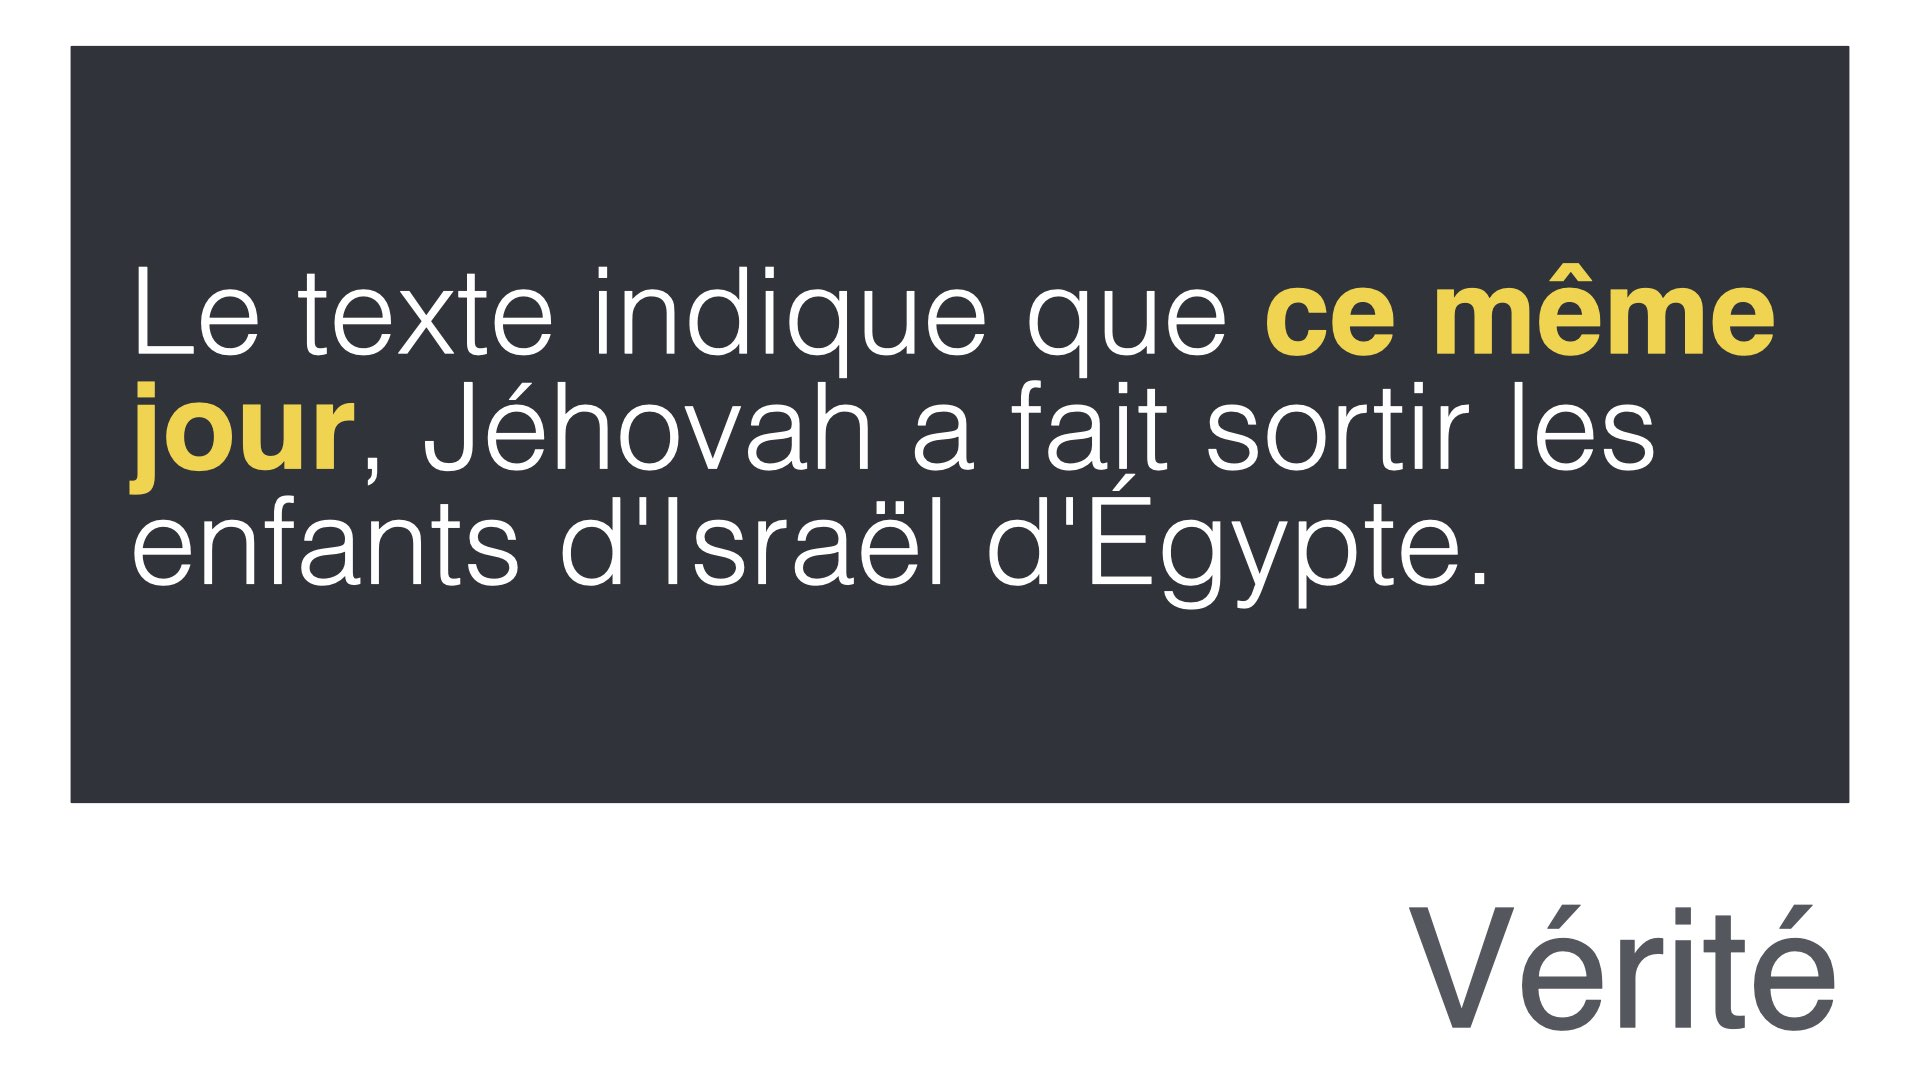 Le texte indique que ce même
jour, Jéhovah a fait sortir les
enfants d'Israël d'Égypte.
Vérité